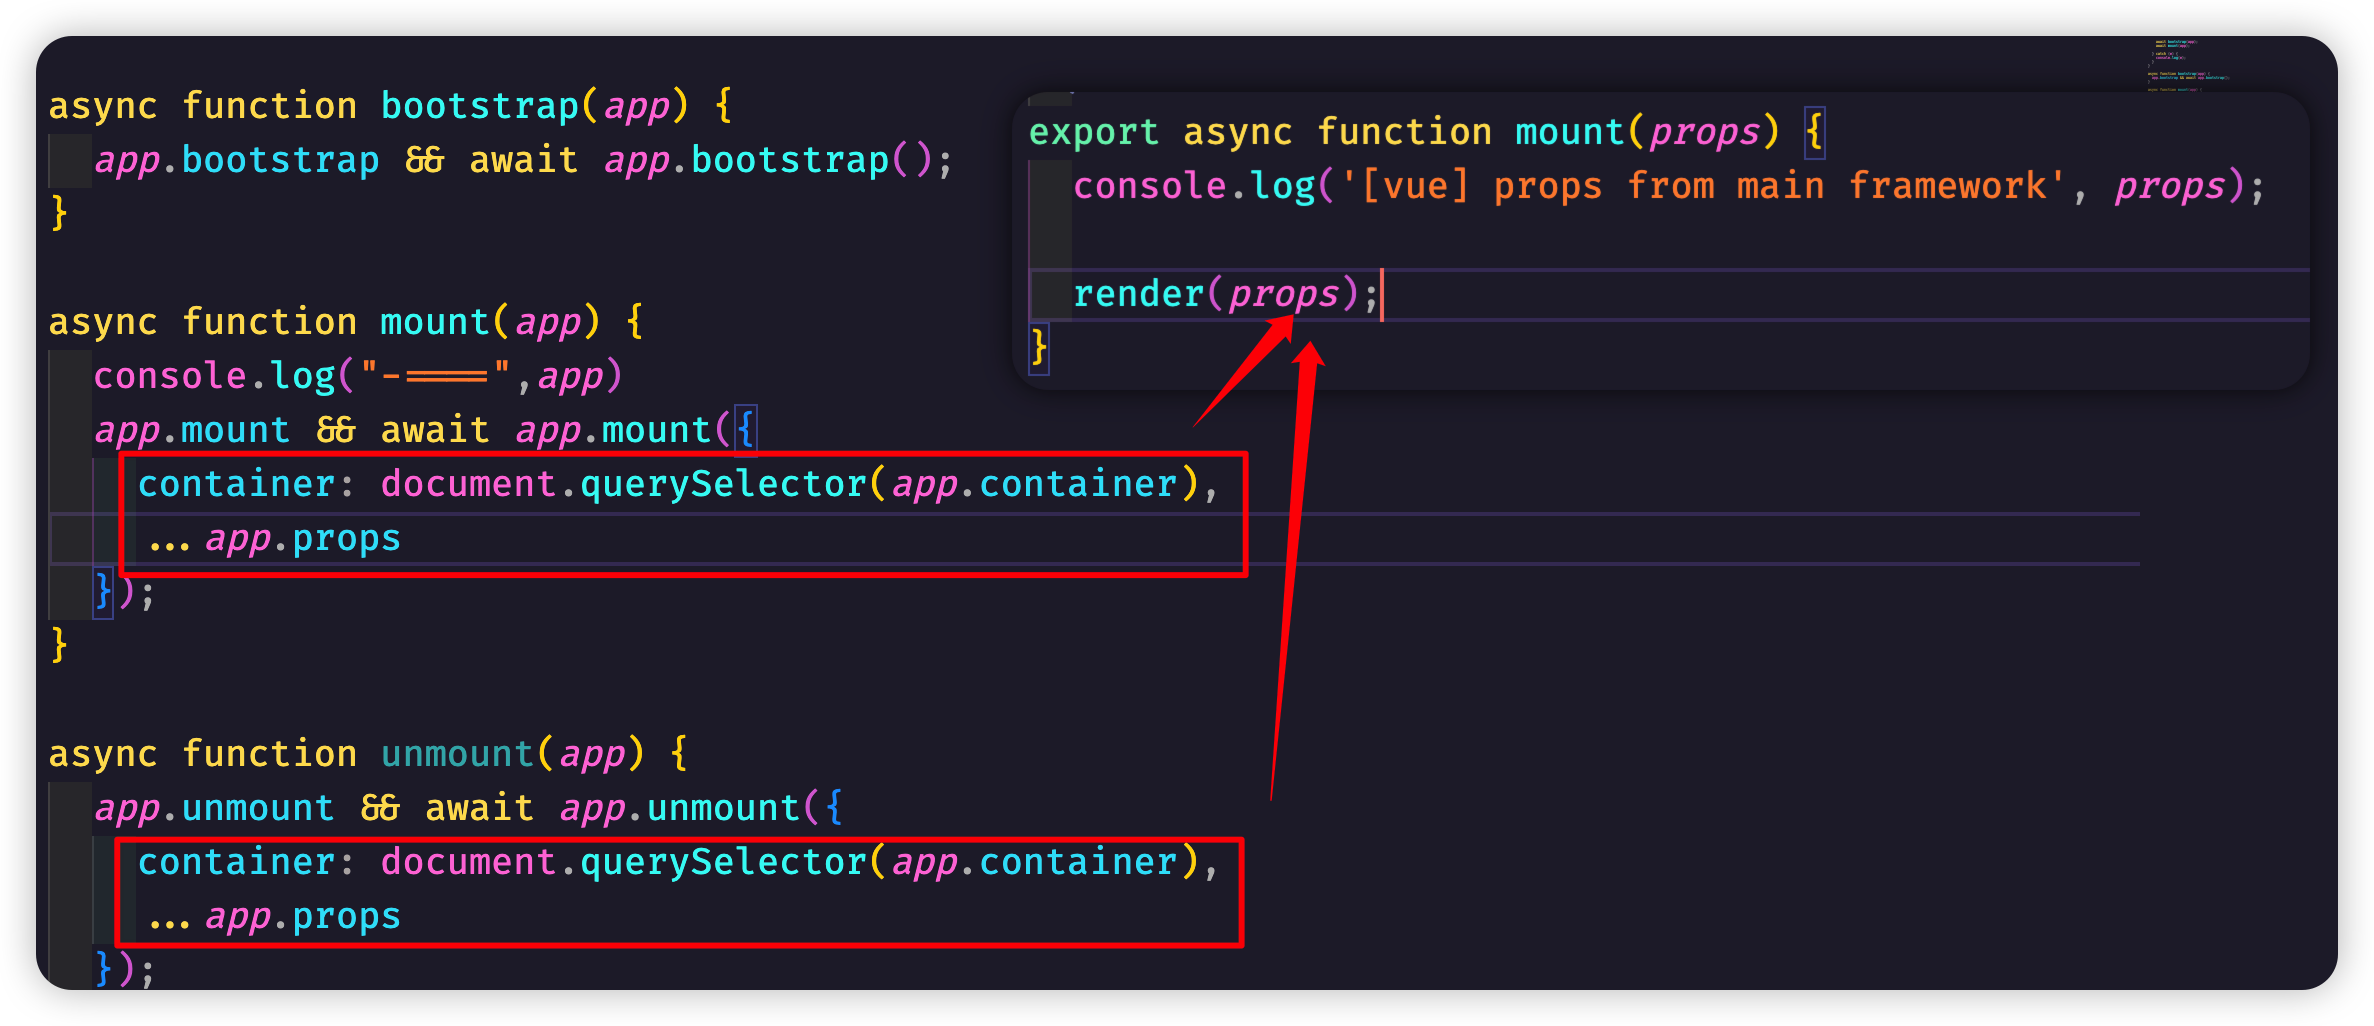 async function bootstrap(app) {
app.bootstrap && await app.bootstrap();
}
async function mount(app) {
console.log("-====",app)
app.mount && await app.mount({
container: document.querySelector(app.container),
...app.props
});
}
async function unmount(app) {
app.unmount && await app.unmount({
container: document.querySelector(app.container),
...app.props
});
export async function mount(props) {
console.log('[vue] props from main framework', props);
render(props);
}